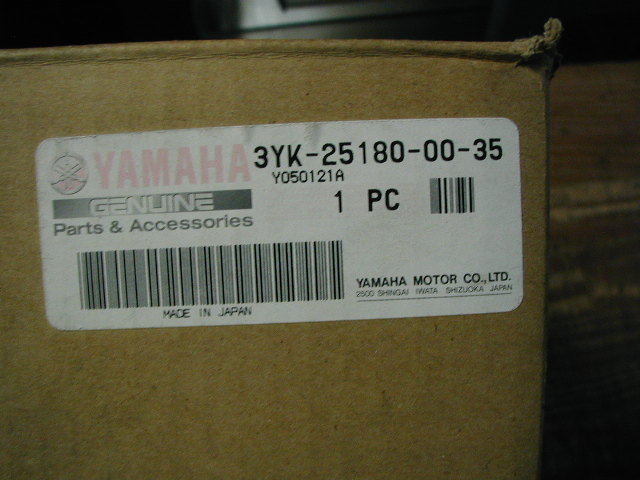 YAMAHA 3YK-25180-00-35
Y050121A
GENUINE 1 PC
Parts & Accessories
YAMAHA MOTOR CO.,LTD.
2500 SHINGAI IWATA SHIZUOKA JAPAN
MADE IN JAPAN